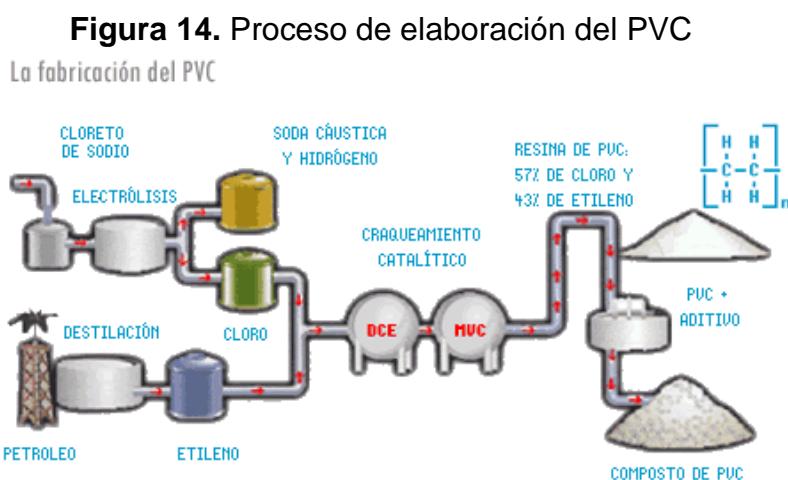 Figura 14. Proceso de elaboración del PVC
La fabricación del PVC
CLORETO
DE SODIO
SODA CÁUSTICA
Y HIDRÓGENO
ELECTRÓLISIS
RESINA DE PVC:
57% DE CLORO Y
43% DE ETILENO
H H
C-C
H H
n
CRAQUEAMIENTO
CATALÍTICO
DESTILACIÓN
CLORO
DCE
MVC
PVC +
ADITIVO
PETROLEO
ETILENO
COMPOSTO DE PVC